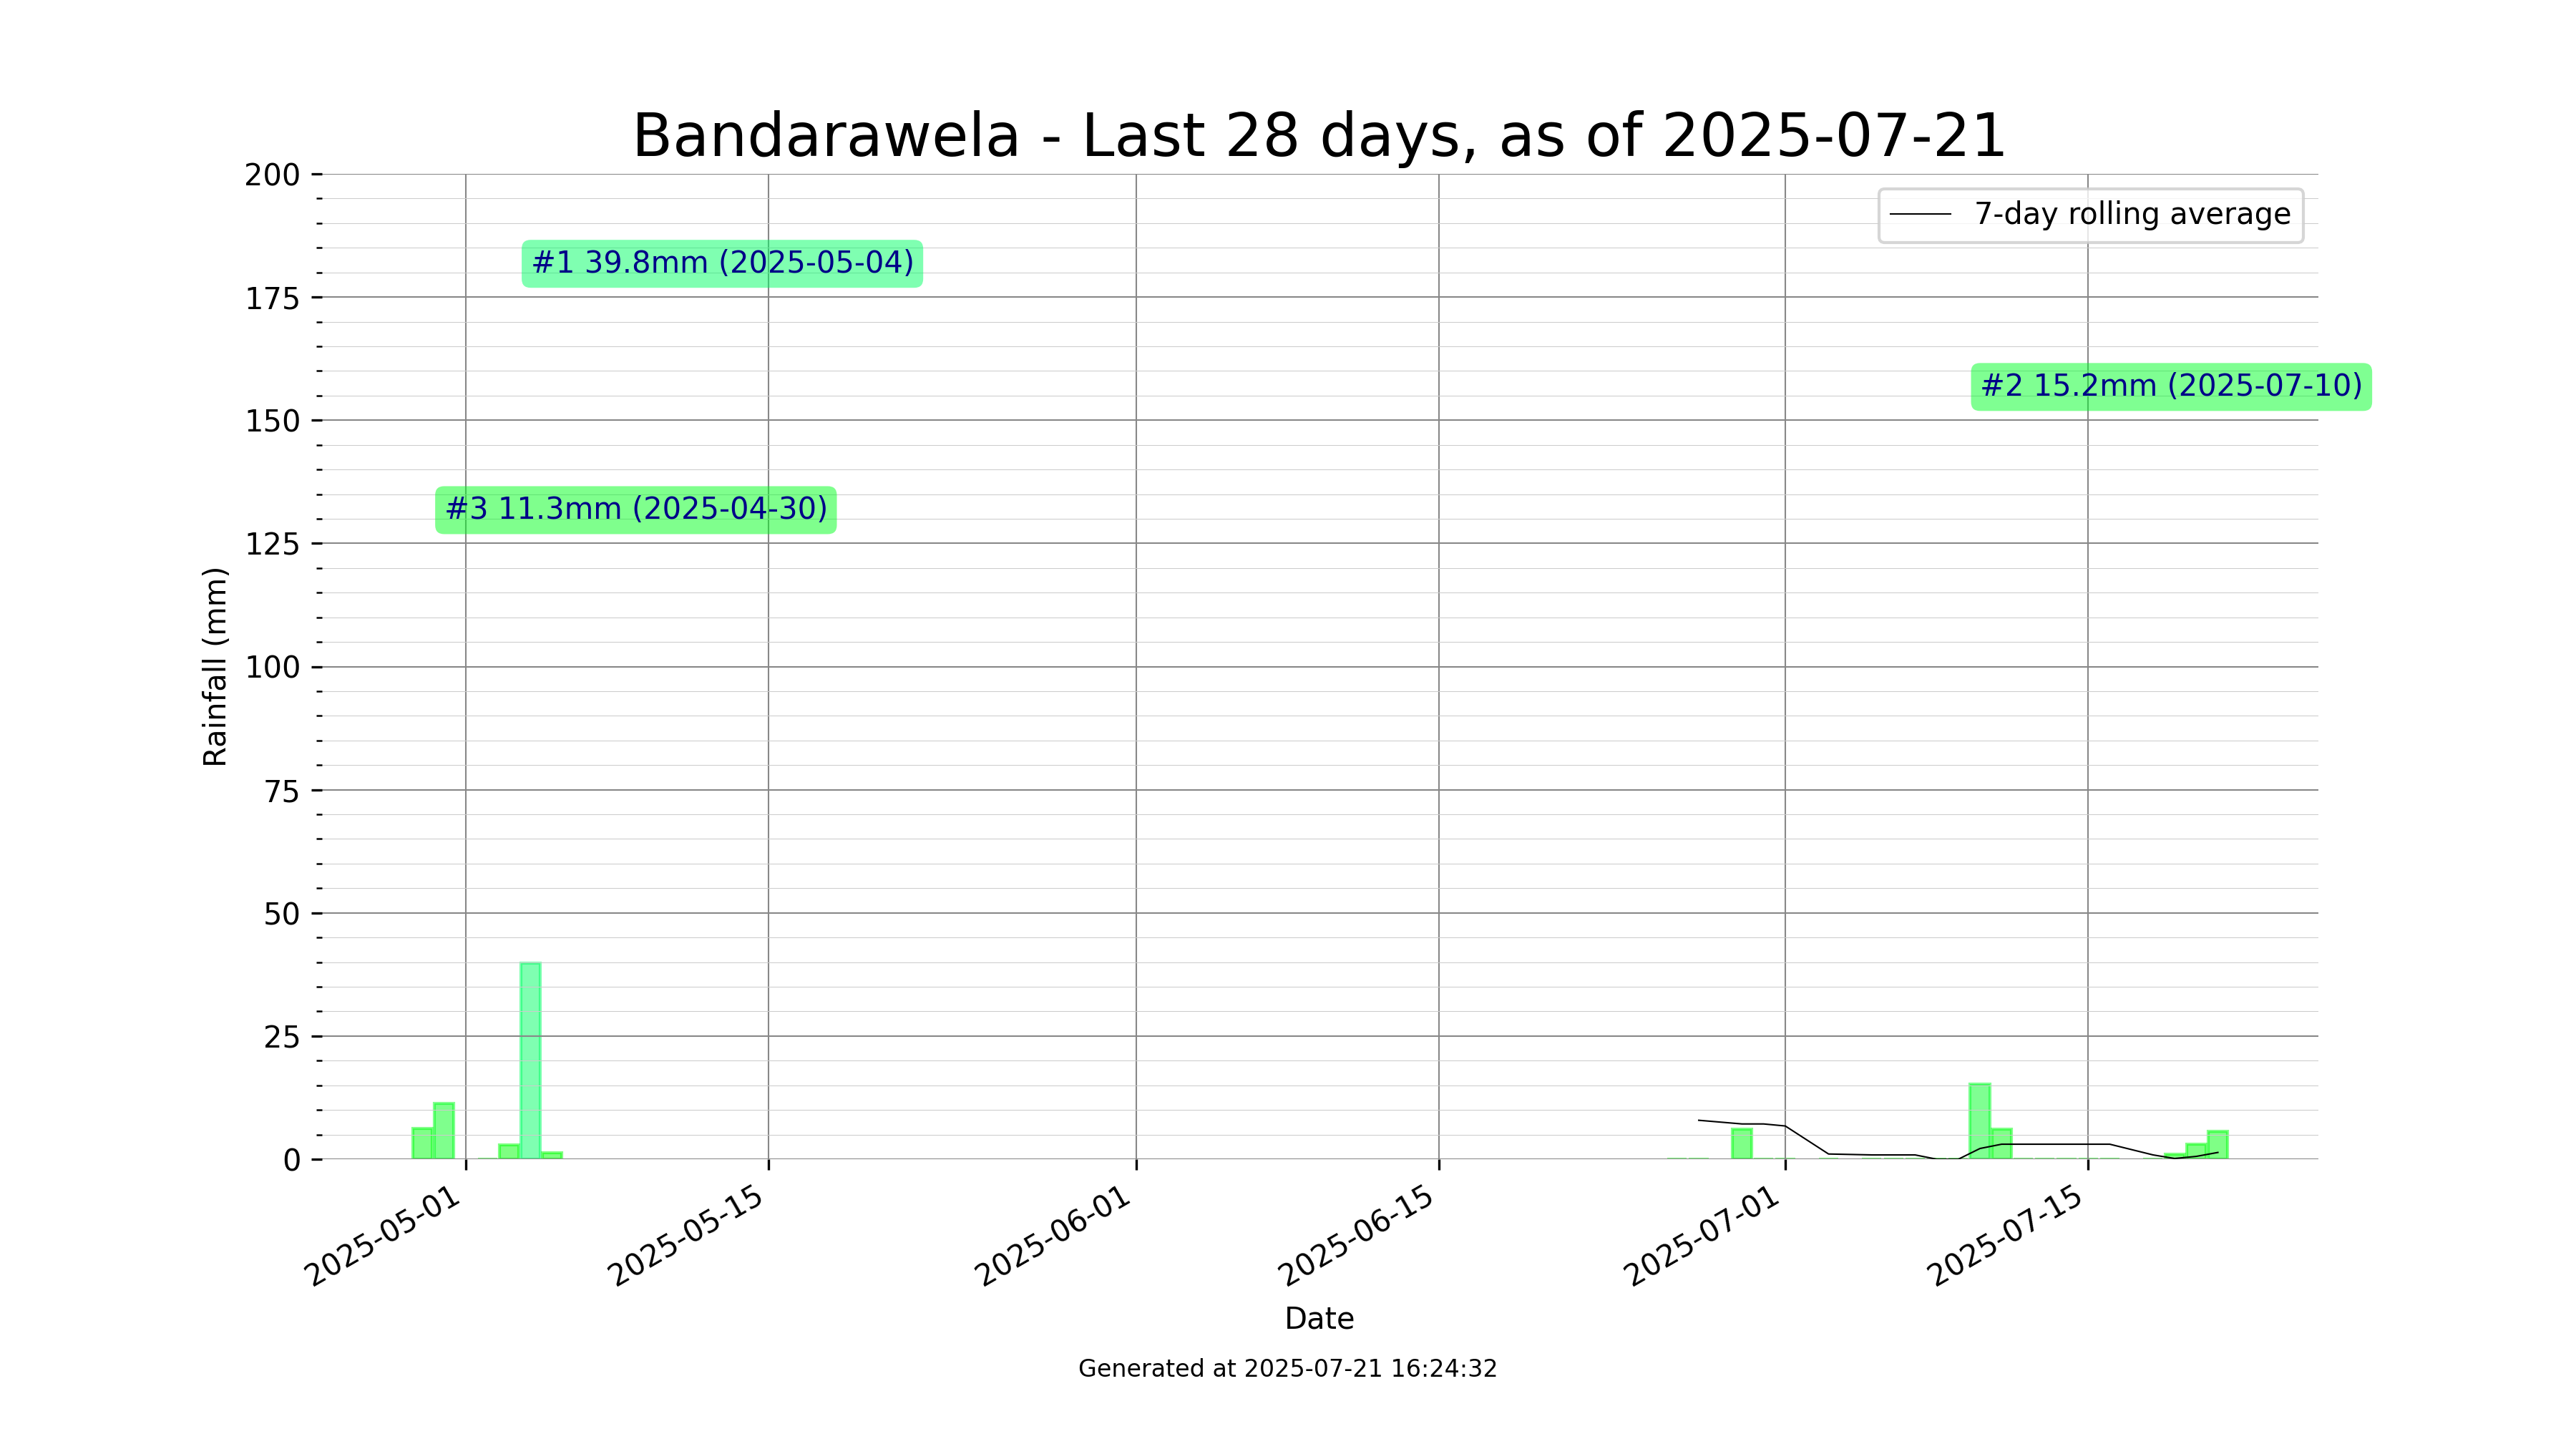 Bandarawela - Last 28 days, as of 2025-07-21
200
175
150
125
100
75
50
25
0
Rainfall (mm)
7-day rolling average
#1 39.8mm (2025-05-04)
#2 15.2mm (2025-07-10)
#3 11.3mm (2025-04-30)
2025-05-01
2025-05-15
2025-06-01
2025-06-15
2025-07-01
2025-07-15
Date
Generated at 2025-07-21 16:24:32